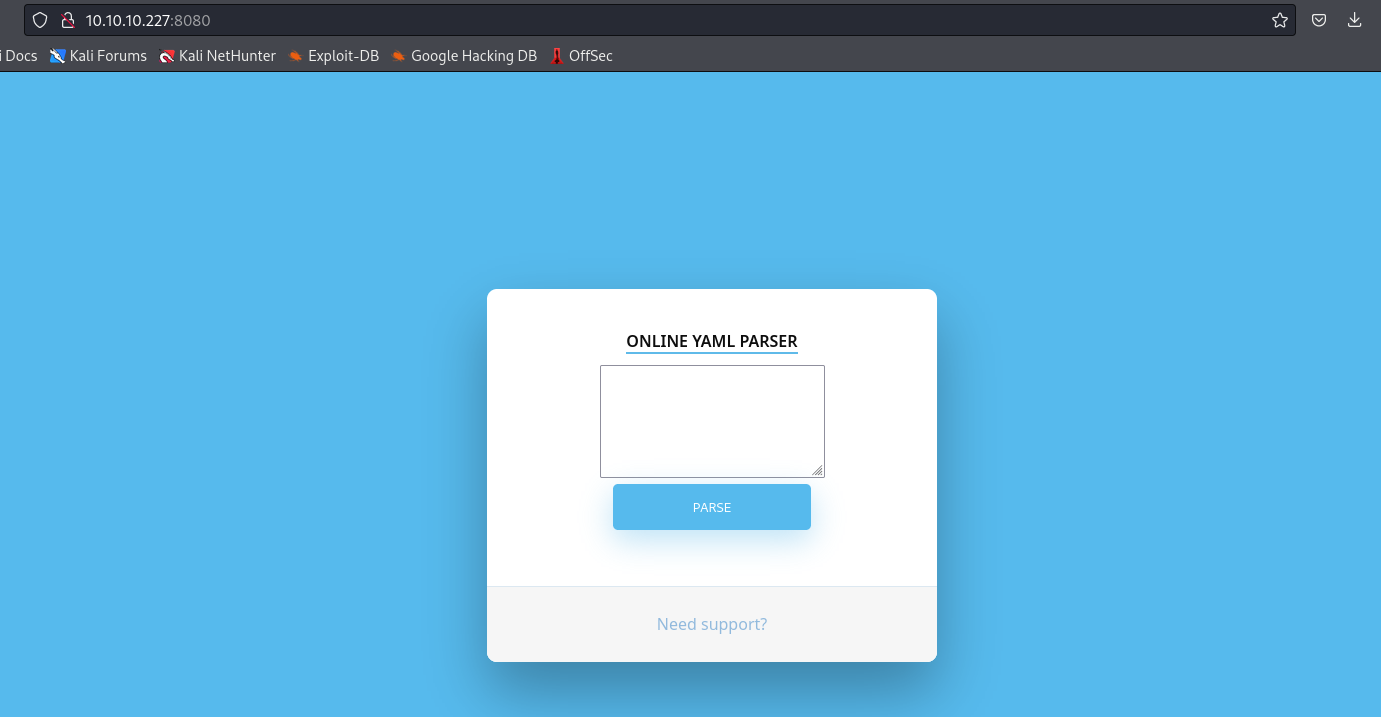 10.10.10.227:8080
i Docs Kali Forums Kali NetHunter Exploit-DB Google Hacking DB OffSec
ONLINE YAML PARSER
PARSE
Need support?